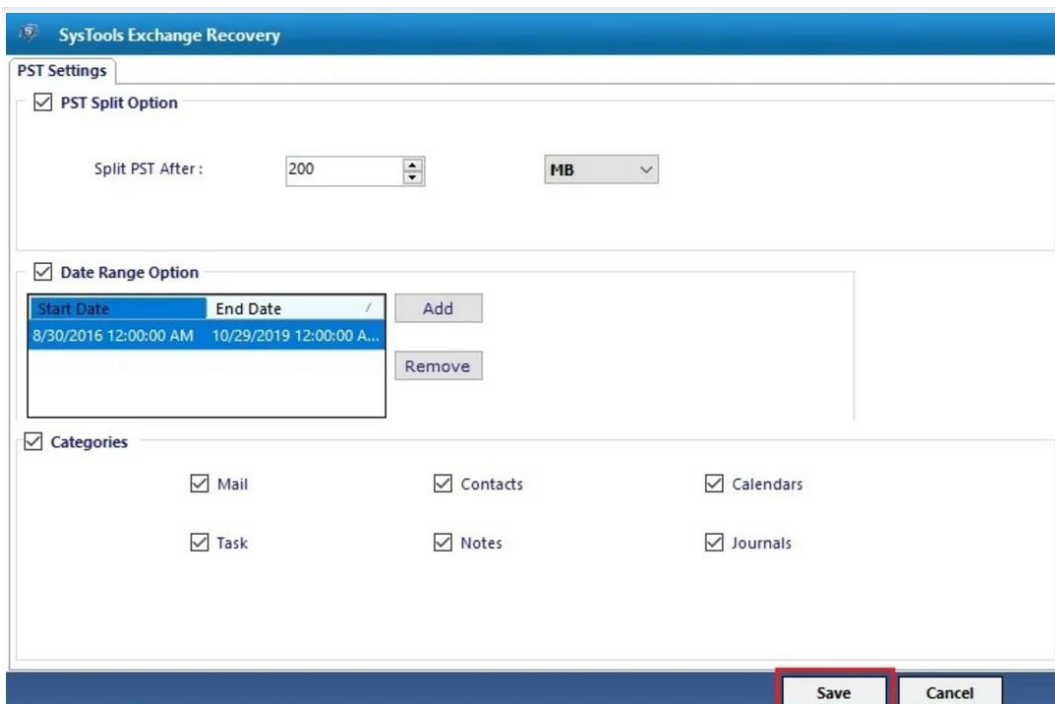 SysTools Exchange Recovery
PST Settings
PST Split Option
Split PST After : 200 MB
Date Range Option
Start Date End Date / Add
8/30/2016 12:00:00 AM 10/29/2019 12:00:00 A...
Remove
Categories
Mail Contacts Calendars
Task Notes Journals
Save Cancel